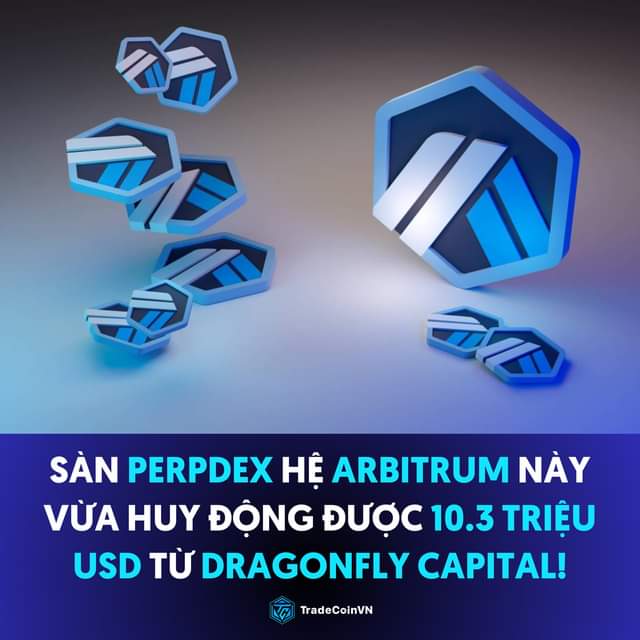 SÀN PERPDEX HỆ ARBITRUM NÀY
VỪA HUY ĐỘNG ĐƯỢC 10.3 TRIỆU
USD TỪ DRAGONFLY CAPITAL!
TradeCoinVN